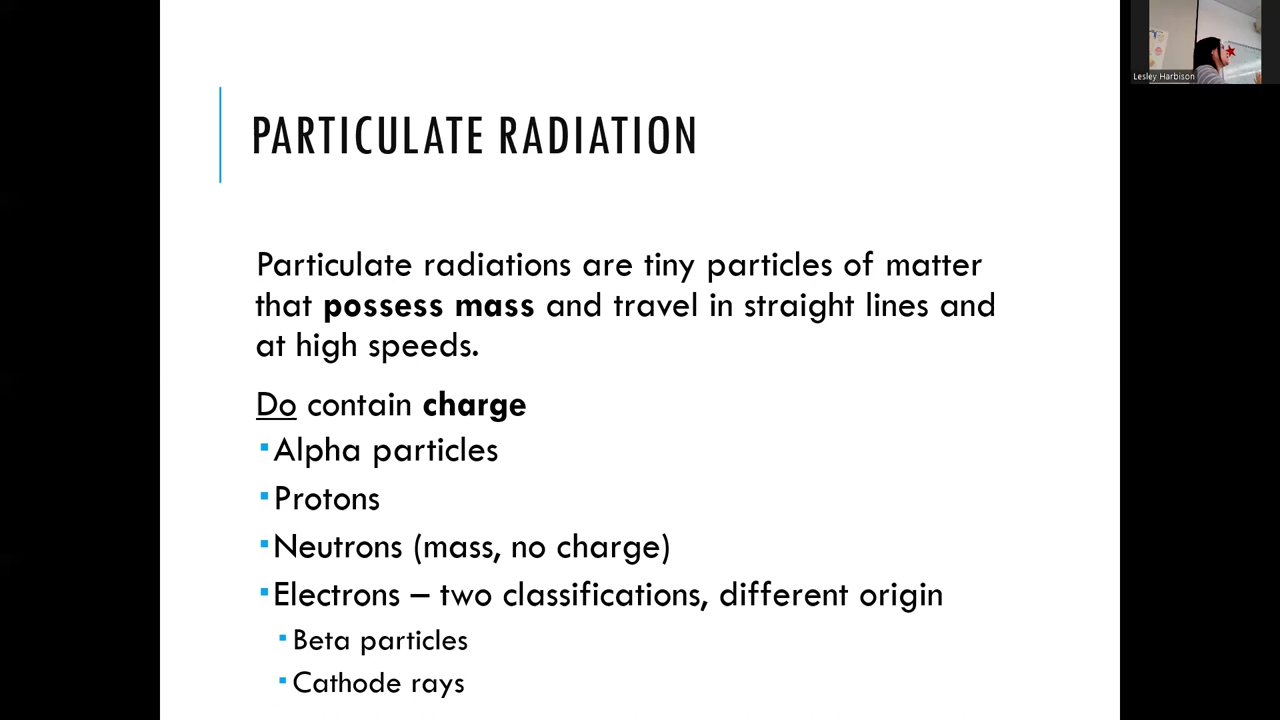 PARTICULATE RADIATION
Particulate radiations are tiny particles of matter
that possess mass and travel in straight lines and
at high speeds.
Do contain charge
▪Alpha particles
▪Protons
▪Neutrons (mass, no charge)
▪Electrons – two classifications, different origin
▪Beta particles
▪Cathode rays
Lesley Harbison